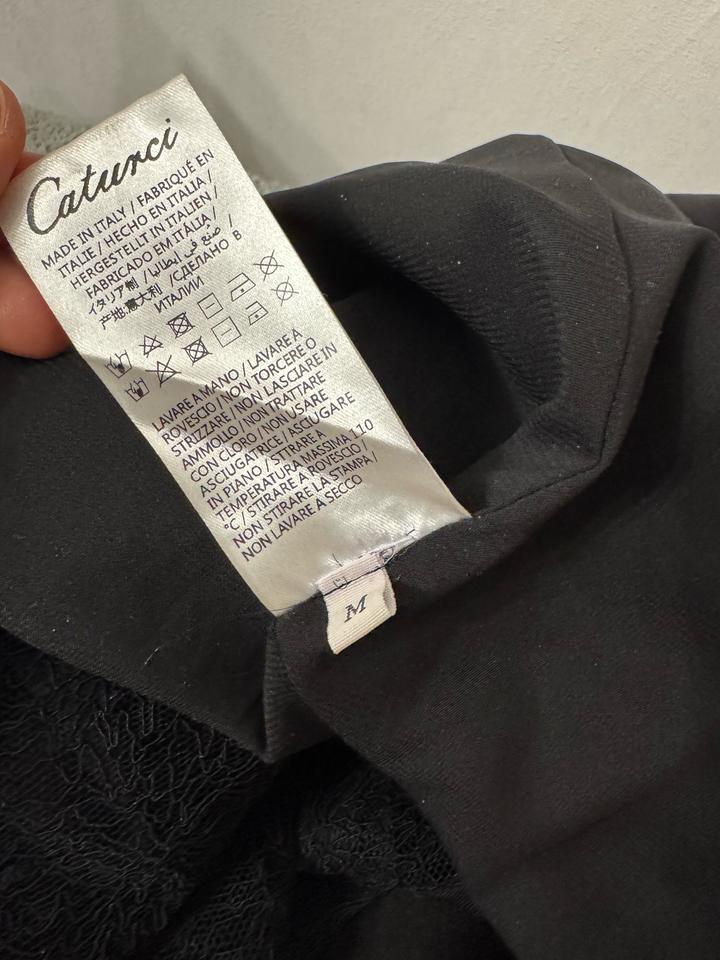 Caturci
MADE IN ITALY / FABRIQUÉ EN
ITALIE / HECHO EN ITALIA /
HERGESTELLT IN ITALIEN /
FABRICADO EM ITÁLIA /
イタリア制 / صنع في ايطاليا /
产地:意大利 /СДЕЛАНО В
ИТАЛИИ
LAVARE A MANO / LAVARE A
ROVESCIO / NON TORCERE O
STRIZZARE / NON LASCIARE IN
AMMOLLO / NON TRATTARE
CON CLORO / NON USARE
ASCIUGATRICE / ASCIUGARE
IN PIANO / STIRARE A
TEMPERATURA MASSIMA 110
°C / STIRARE A ROVESCIO /
NON STIRARE LA STAMPA /
NON LAVARE A SECCO
M